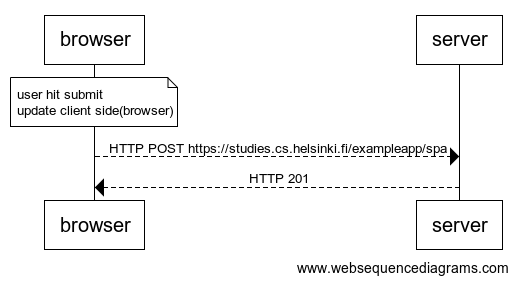 browser
server
user hit submit
update client side(browser)
HTTP POST https://studies.cs.helsinki.fi/exampleapp/spa
HTTP 201
browser
server
www.websequencediagrams.com